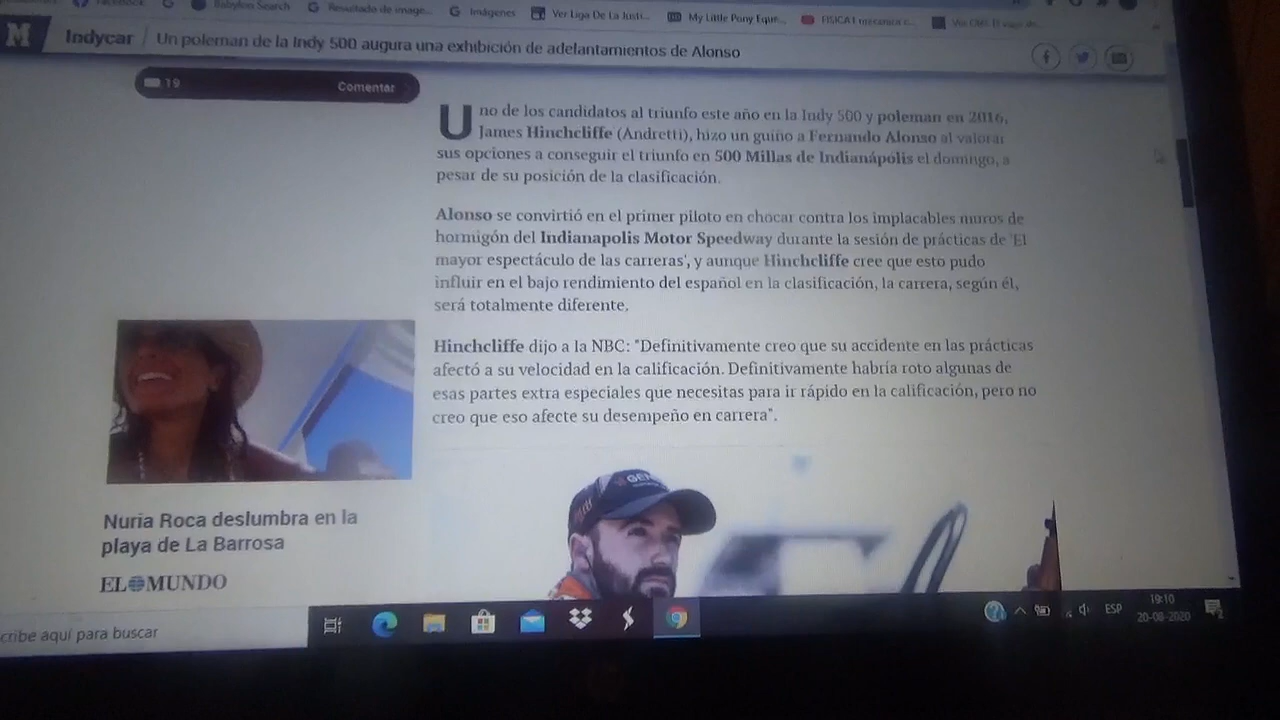 Babylon Search
Resultado de image...
Imágenes
Ver Liga De La Justi...
My Little Pony Eque...
M
Indycar / Un poleman de la Indy 500 augura una exhibición de adelantamientos de Alonso
19 Comentar
Uno de los candidatos al triunfo este año en la Indy 500 y poleman en 2016,
James Hinchcliffe (Andretti), hizo un guiño a Fernando Alonso al valorar
sus opciones a conseguir el triunfo en 500 Millas de Indianápolis el domingo, a
pesar de su posición de la clasificación.
Alonso se convirtió en el primer piloto en chocar contra los implacables muros de
hormigón del Indianapolis Motor Speedway durante la sesión de prácticas de 'El
mayor espectáculo de las carreras', y aunque Hinchcliffe cree que esto pudo
influir en el bajo rendimiento del español en la clasificación, la carrera, según él,
será totalmente diferente.
Hinchcliffe dijo a la NBC: "Definitivamente creo que su accidente en las prácticas
afectó a su velocidad en la calificación. Definitivamente habría roto algunas de
esas partes extra especiales que necesitas para ir rápido en la calificación, pero no
creo que eso afecte su desempeño en carrera".
Nuria Roca deslumbra en la
playa de La Barrosa
EL MUNDO
cribe aquí para buscar
ESP
19:10
20-08-2020